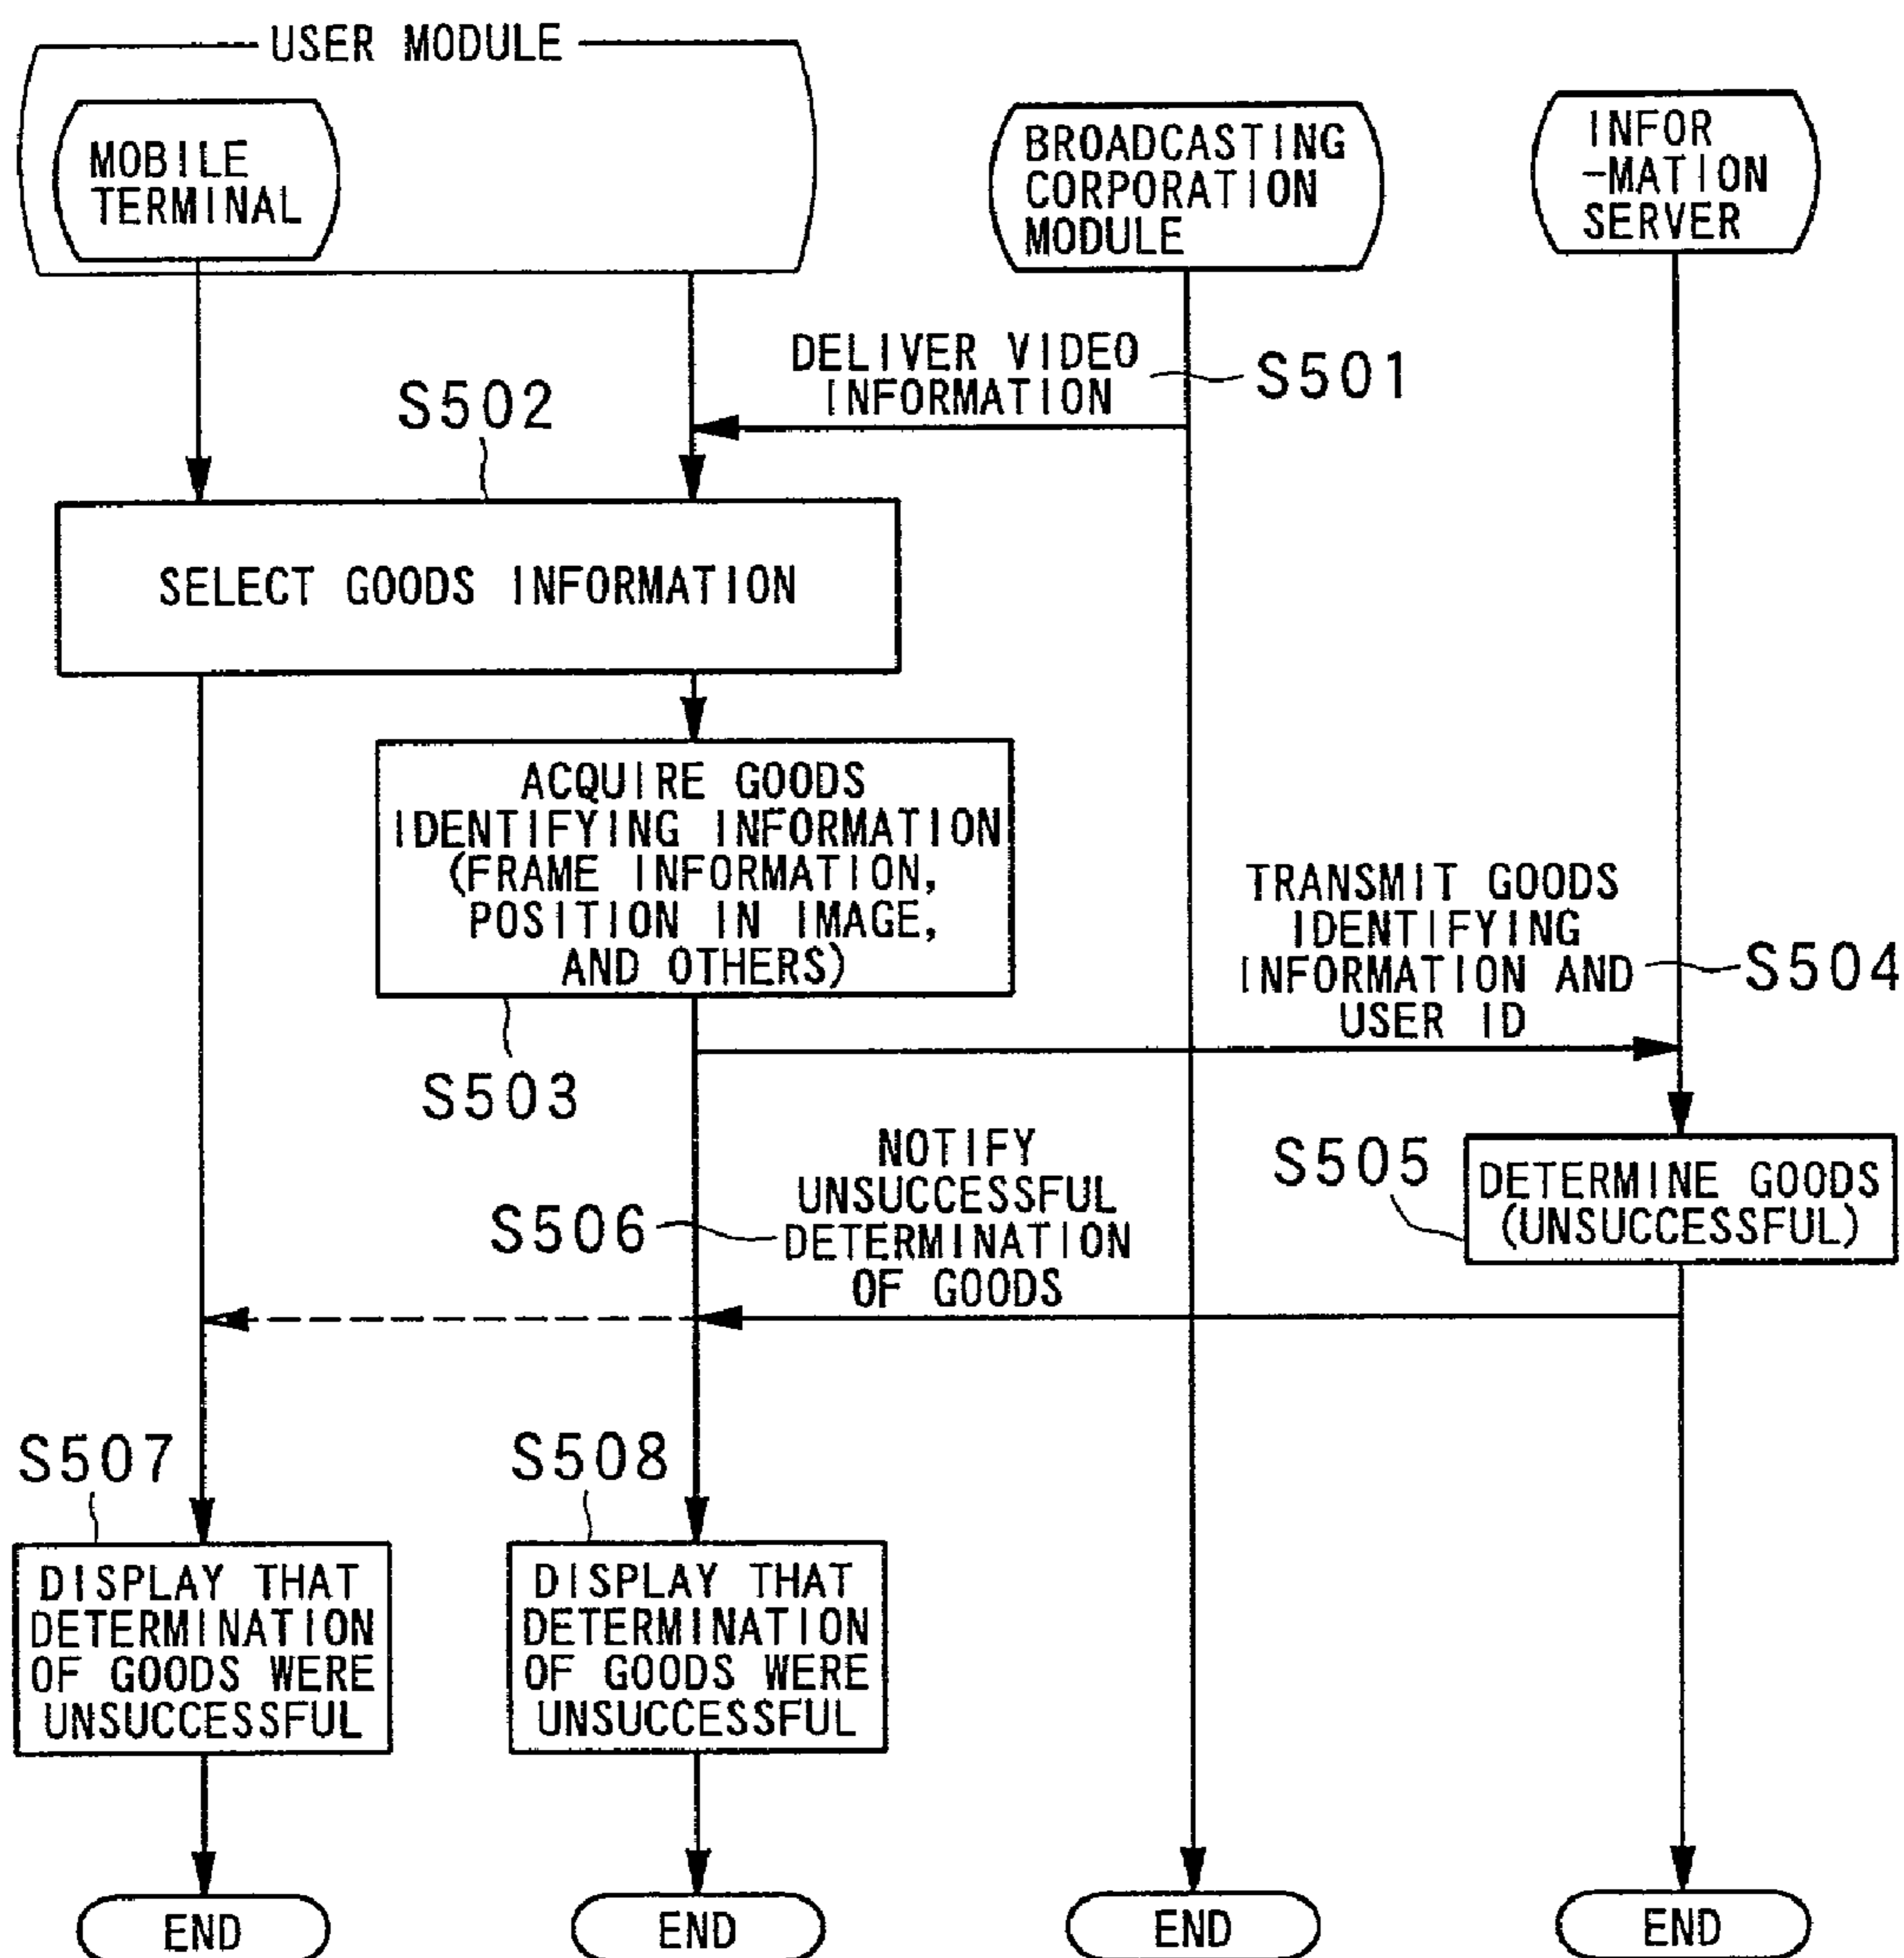 USER MODULE
MOBILE
TERMINAL
BROADCASTING
CORPORATION
MODULE
INFOR
-MATION
SERVER
DELIVER VIDEO
INFORMATION
S501
S502
SELECT GOODS INFORMATION
ACQUIRE GOODS
IDENTIFYING INFORMATION
(FRAME INFORMATION,
POSITION IN IMAGE,
AND OTHERS)
S503
TRANSMIT GOODS
IDENTIFYING
INFORMATION AND
USER ID
S504
S505
DETERMINE GOODS
(UNSUCCESSFUL)
NOTIFY
UNSUCCESSFUL
DETERMINATION
OF GOODS
S506
S507
DISPLAY THAT
DETERMINATION
OF GOODS WERE
UNSUCCESSFUL
S508
DISPLAY THAT
DETERMINATION
OF GOODS WERE
UNSUCCESSFUL
END
END
END
END